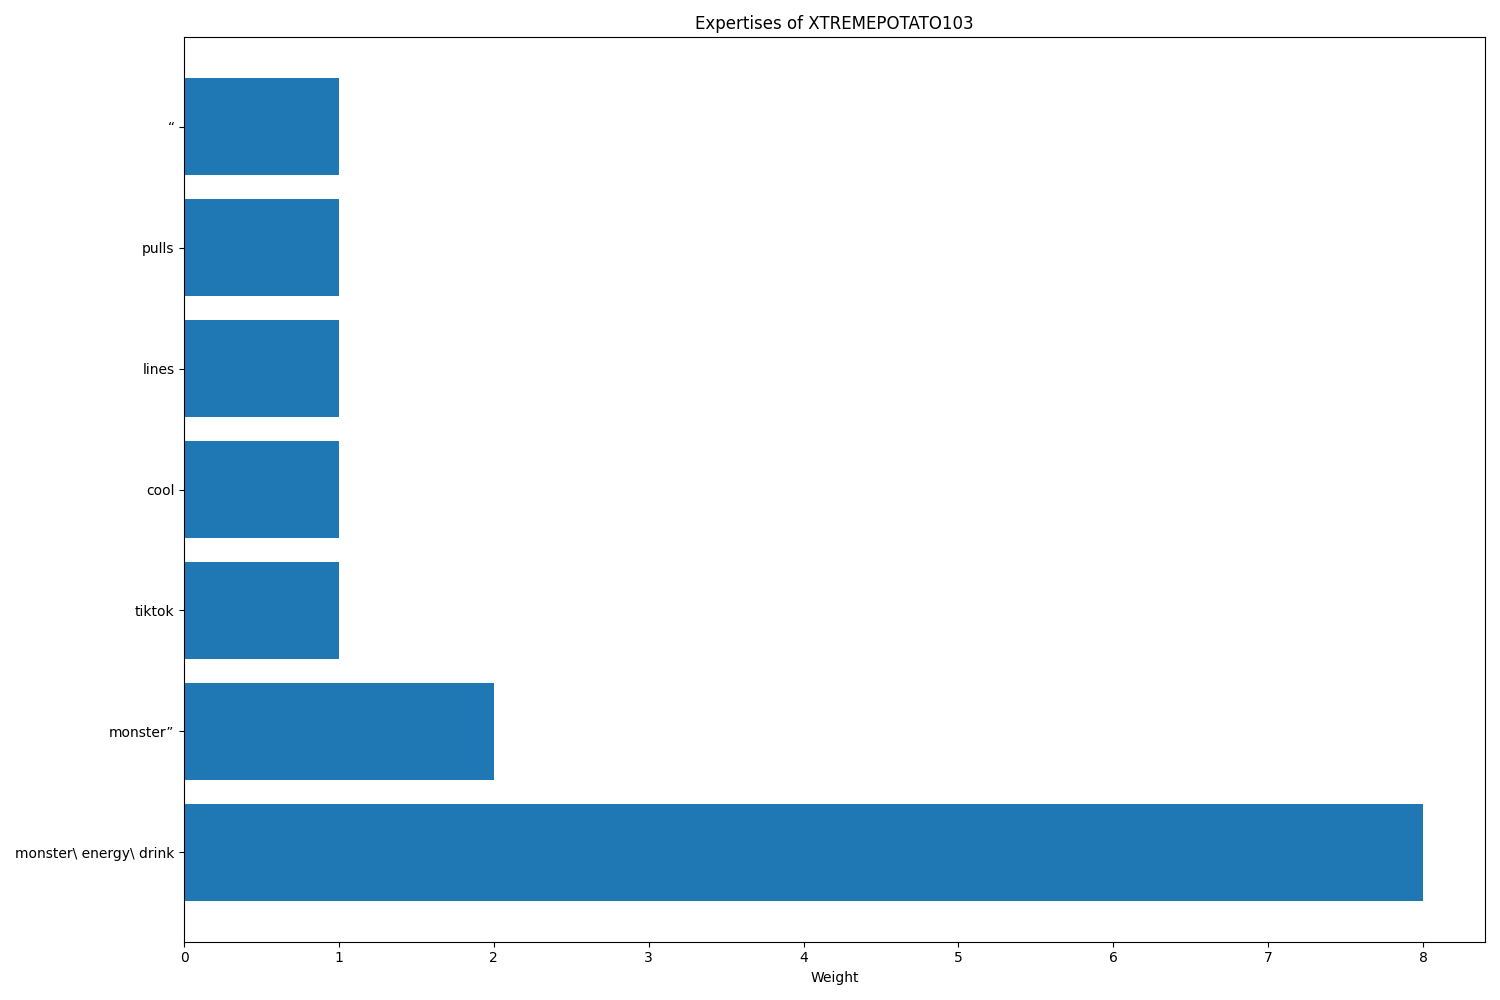 Expertises of XTREMEPOTATO103
“
pulls
lines
cool
tiktok
monster”
monster\ energy\ drink
0 1 2 3 4 5 6 7 8
Weight